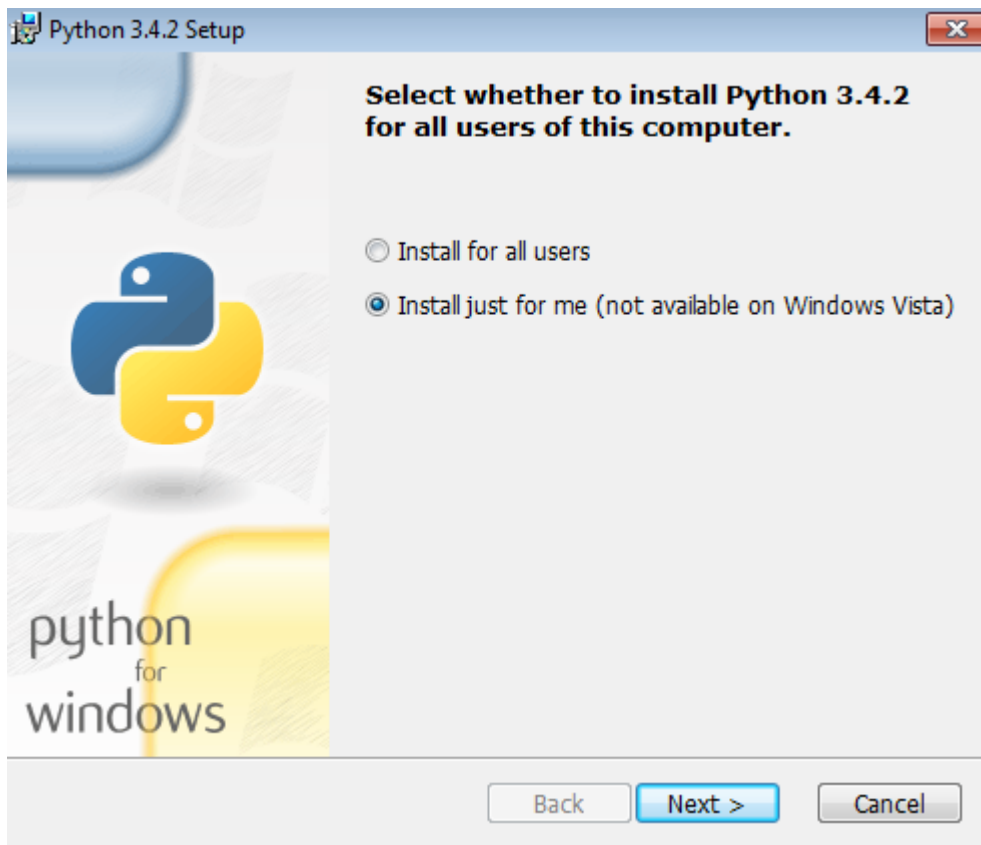 Python 3.4.2 Setup
Select whether to install Python 3.4.2
for all users of this computer.
Install for all users
Install just for me (not available on Windows Vista)
python
for
windows
Back
Next >
Cancel